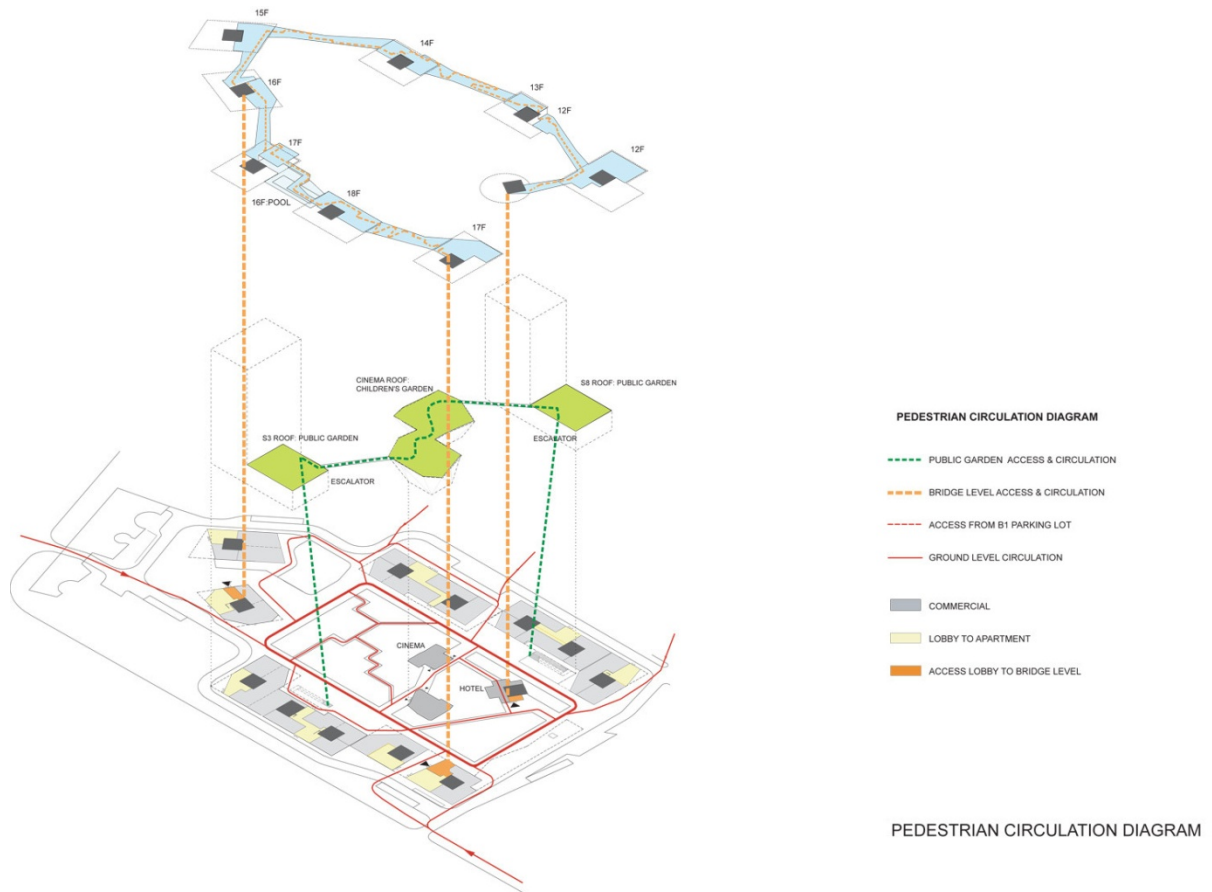 15F
14F
16F
13F
12F
17F
12F
16F:POOL
18F
17F
CINEMA ROOF:
CHILDREN'S GARDEN
S8 ROOF: PUBLIC GARDEN
S3 ROOF: PUBLIC GARDEN
ESCALATOR
ESCALATOR
CINEMA
HOTEL
PEDESTRIAN CIRCULATION DIAGRAM
PUBLIC GARDEN ACCESS & CIRCULATION
BRIDGE LEVEL ACCESS & CIRCULATION
ACCESS FROM B1 PARKING LOT
GROUND LEVEL CIRCULATION
COMMERCIAL
LOBBY TO APARTMENT
ACCESS LOBBY TO BRIDGE LEVEL
PEDESTRIAN CIRCULATION DIAGRAM